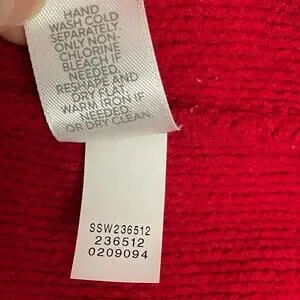 HAND
WASH COLD
SEPARATELY
ONLY NON-
CHLORINE
BLEACH IF
NEEDED
RESHAPE AND
DRY FLAT.
WARM IRON IF
NEEDED.
OR DRY CLEAN.
SSW236512
236512
0209094